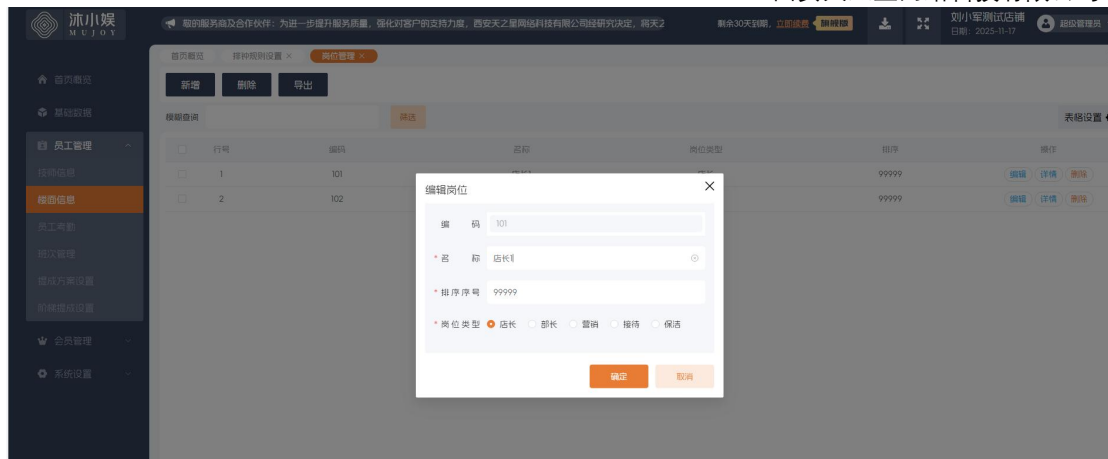 沐小娱
MUJOY
敬的服务商及合作伙伴：为进一步提升服务质量，强化对客户的支持力度，西安天之星网络科技有限公司经研究决定，将天之
剩余30天到期，立即续费
旗舰版
刘小军测试店铺
日期：2025-11-17
超级管理员
首页概览 排钟规则设置 × 岗位管理 ×
首页概览
基础数据
员工管理
技师信息
楼面信息
员工考勤
班次管理
提成方案设置
阶梯提成设置
会员管理
系统设置
新增 删除 导出
模糊查询 筛选 表格设置
行号 编码 名称 岗位类型 排序 操作
1 101 99999 编辑 详情 删除
2 102 99999 编辑 详情 删除
编辑岗位
编 码 101
* 名 称 店长1
* 排序序号 99999
* 岗位类型 店长 部长 营销 接待 保洁
确定 取消